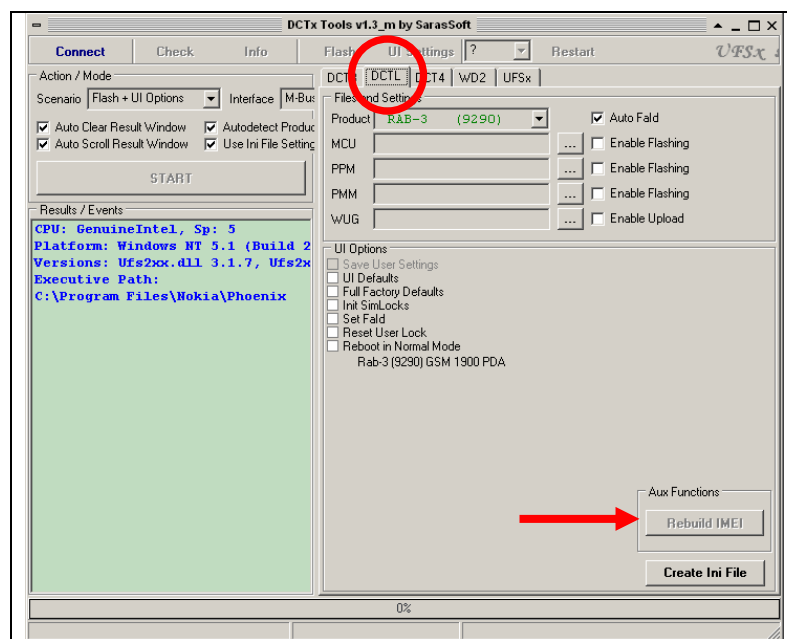 DCTx Tools v1.3_m by SarasSoft
Connect Check Info Flash UI Settings ? Restart UFSx
Action / Mode
Scenario Flash + UI Options Interface M-Bus
Auto Clear Result Window Autodetect Produc
Auto Scroll Result Window Use Ini File Setting
START
Results / Events
CPU: GenuineIntel, Sp: 5
Platform: Windows NT 5.1 (Build 2
Versions: Ufs2xx.dll 3.1.7, Ufs2x
Executive Path:
C:\Program Files\Nokia\Phoenix
DCTL DCT4 WD2 UFSx
Files and Settings
Product RAB-3 (9290) Auto Fald
MCU ... Enable Flashing
PPM ... Enable Flashing
PMM ... Enable Flashing
WUG ... Enable Upload
UI Options
Save User Settings
UI Defaults
Full Factory Defaults
Init SimLocks
Set Fald
Reset User Lock
Reboot in Normal Mode
Rab-3 (9290) GSM 1900 PDA
Aux Functions
Rebuild IMEI
Create Ini File
0%